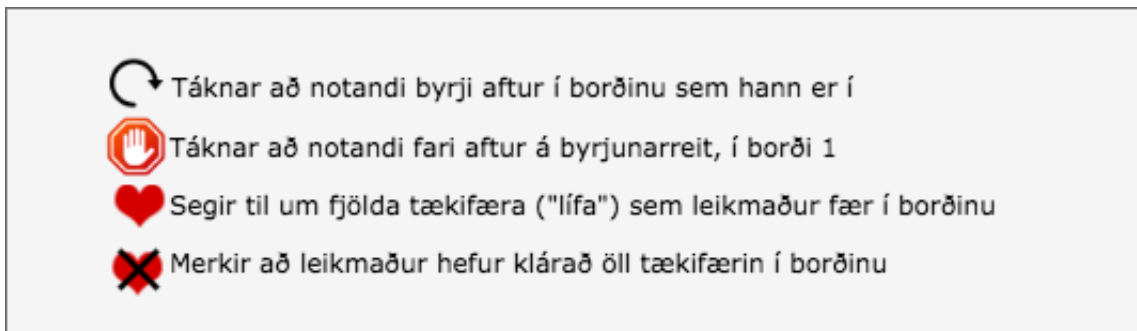 Táknar að notandi byrji aftur í borðinu sem hann er í
Táknar að notandi fari aftur á byrjunarreit, í borði 1
Segir til um fjölda tækifæra ("lífa") sem leikmaður fær í borðinu
Merkir að leikmaður hefur klárað öll tækifærin í borðinu